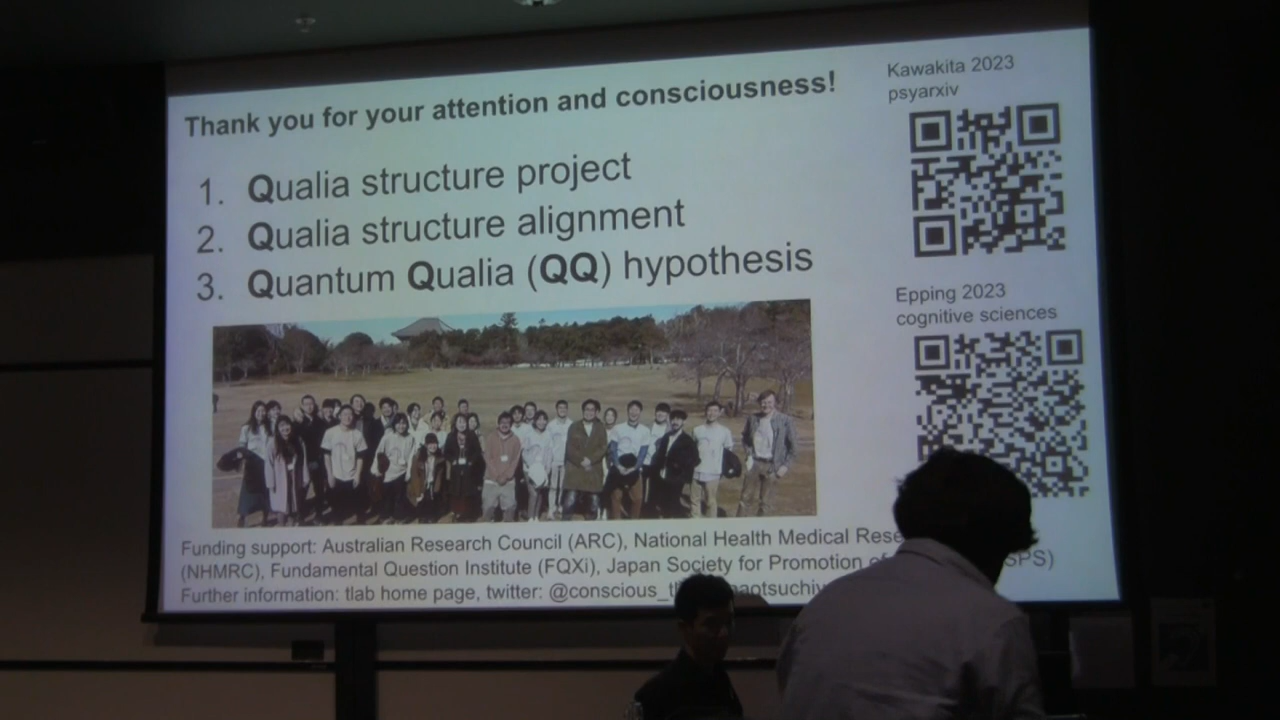 Thank you for your attention and consciousness!
1. Qualia structure project
2. Qualia structure alignment
3. Quantum Qualia (QQ) hypothesis
Kawakita 2023
psyarxiv
Epping 2023
cognitive sciences
Funding support: Australian Research Council (ARC), National Health Medical
(NHMRC), Fundamental Question Institute (FQXi), Japan Society for Promotion
Further information: tlab home page, twitter: